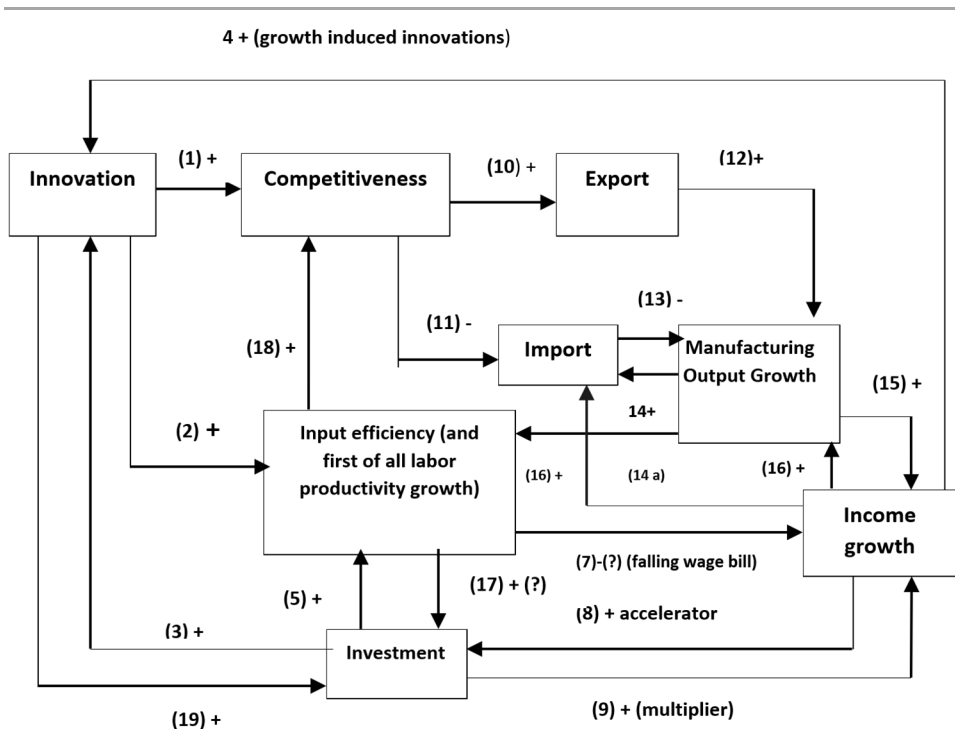 4 + (growth induced innovations)
(1) +
(10) +
(12)+
Innovation
Competitiveness
Export
(13) -
(11) -
(18) +
Import
Manufacturing
Output Growth
(15) +
14+
(2) +
Input efficiency (and
first of all labor
productivity growth)
(16) +
(14 a)
(16) +
Income
growth
(7)-(?) (falling wage bill)
(17) + (?)
(5) +
(8) + accelerator
(3) +
Investment
(9) + (multiplier)
(19) +